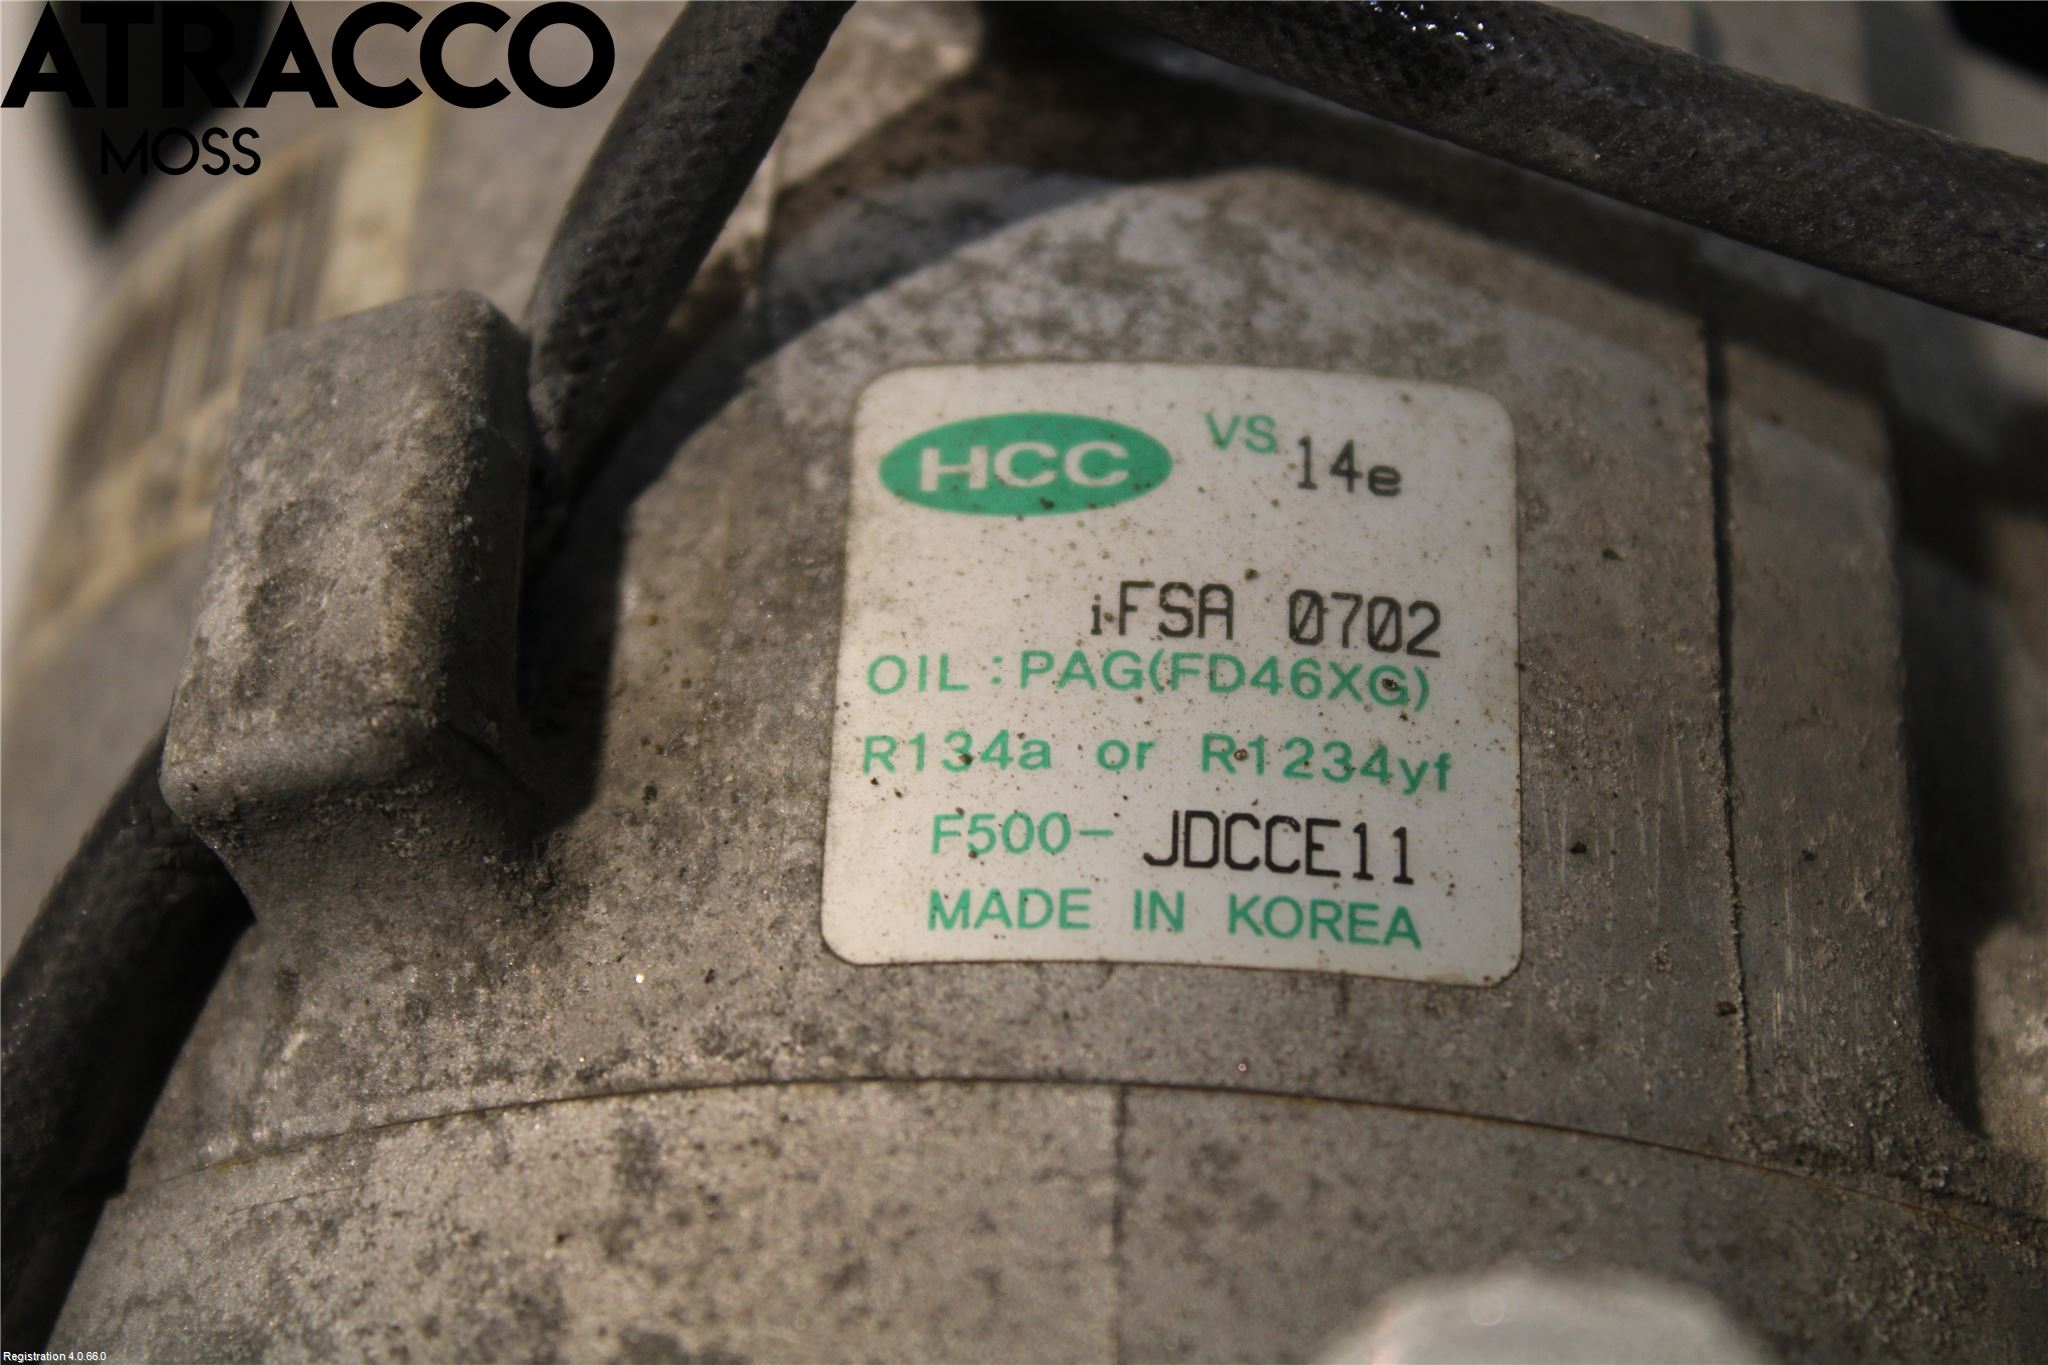 ATRACCO
MOSS
HCC VS 14e
iFSA 0702
OIL : PAG(FD46XG)
R134a or R1234yf
F500- JDCCE11
MADE IN KOREA
Registration 4.0.66.0